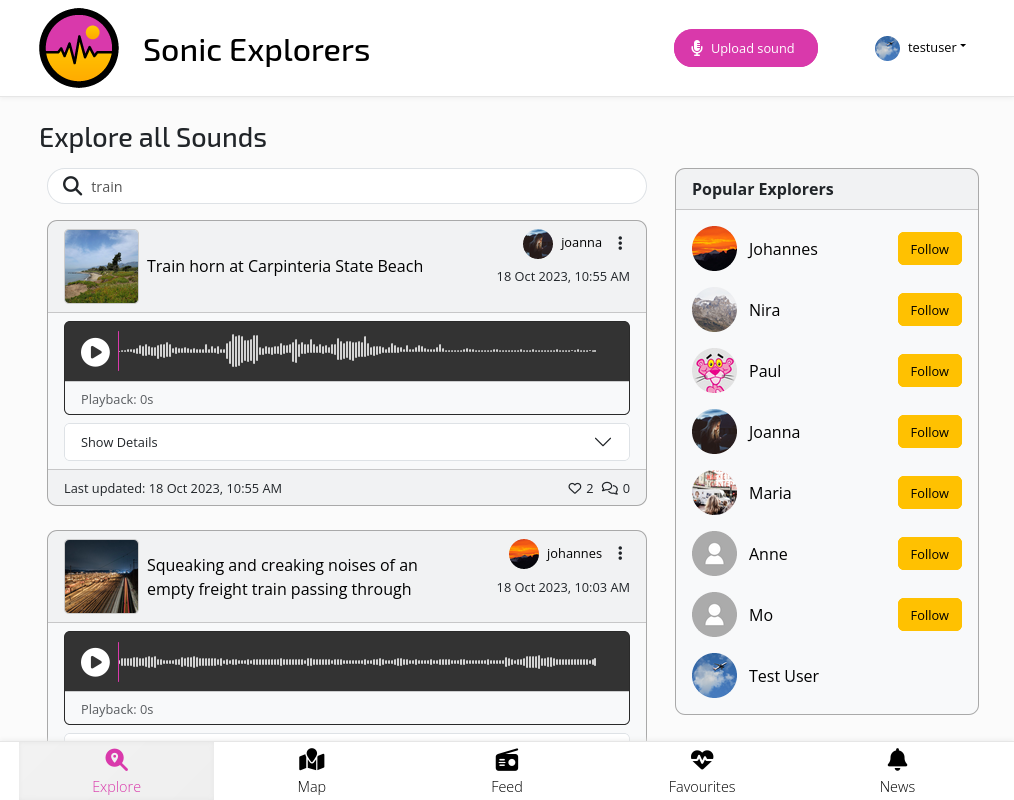 Sonic Explorers
Upload sound
testuser
Explore all Sounds
train
joanna
Train horn at Carpinteria State Beach
18 Oct 2023, 10:55 AM
Playback: 0s
Show Details
Last updated: 18 Oct 2023, 10:55 AM
2
0
johannes
Squeaking and creaking noises of an
empty freight train passing through
18 Oct 2023, 10:03 AM
Playback: 0s
Popular Explorers
Johannes
Follow
Nira
Follow
Paul
Follow
Joanna
Follow
Maria
Follow
Anne
Follow
Mo
Follow
Test User
Explore
Map
Feed
Favourites
News